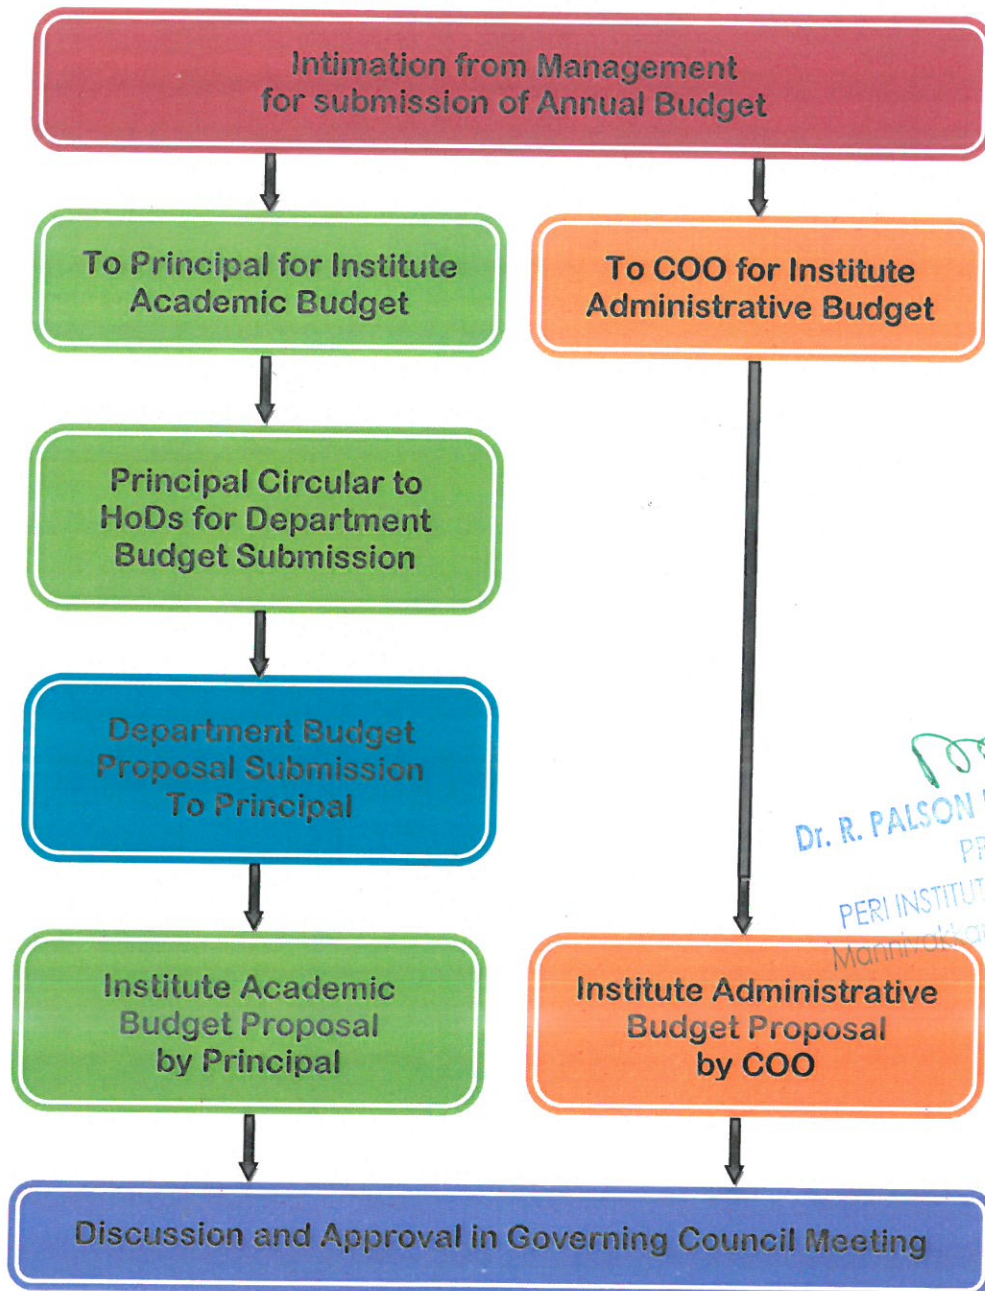 Intimation from Management
for submission of Annual Budget
To Principal for Institute
Academic Budget
To COO for Institute
Administrative Budget
Principal Circular to
HoDs for Department
Budget Submission
Department Budget
Proposal Submission
To Principal
Dr. R. PALSON
PERI
Institute Academic
Budget Proposal
by Principal
Institute Administrative
Budget Proposal
by COO
Discussion and Approval in Governing Council Meeting